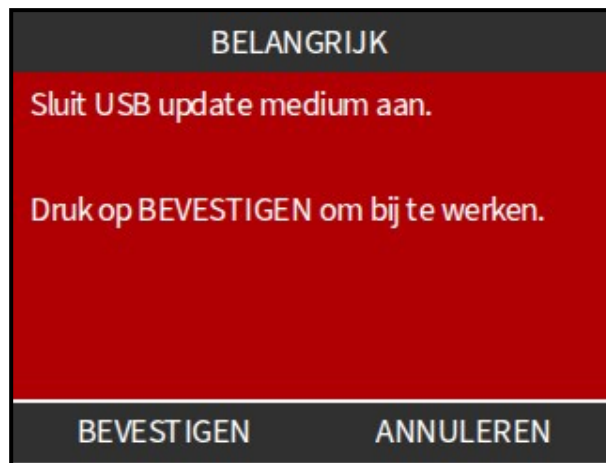 BELANGRIJK
Sluit USB update medium aan.
Druk op BEVESTIGEN om bij te werken.
BEVESTIGEN ANNULEREN